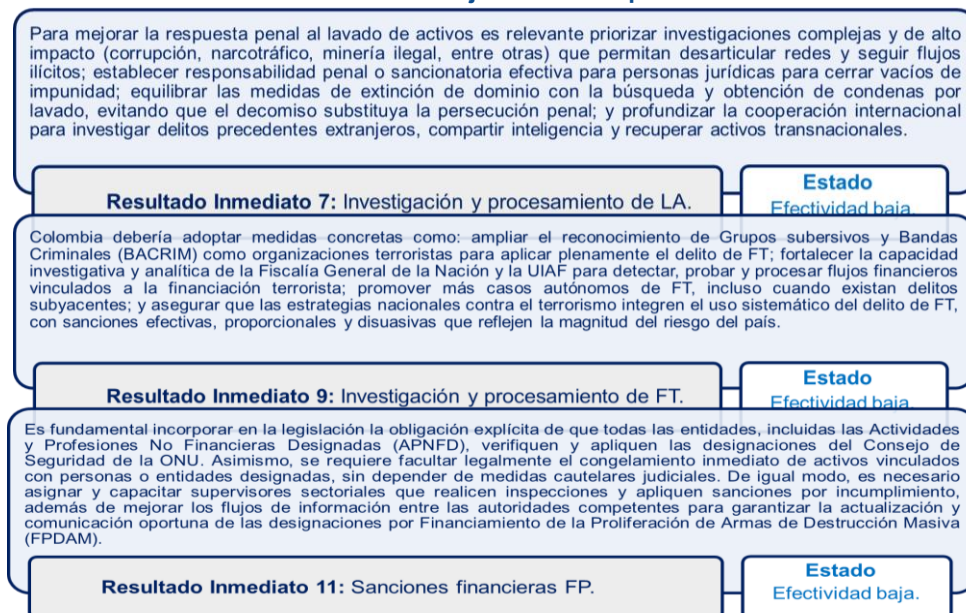 Para mejorar la respuesta penal al lavado de activos es relevante priorizar investigaciones complejas y de alto
impacto (corrupción, narcotráfico, minería ilegal, entre otras) que permitan desarticular redes y seguir flujos
ilícitos; establecer responsabilidad penal o sancionatoria efectiva para personas jurídicas para cerrar vacíos de
impunidad; equilibrar las medidas de extinción de dominio con la búsqueda y obtención de condenas por
lavado, evitando que el decomiso substituya la persecución penal; y profundizar la cooperación internacional
para investigar delitos precedentes extranjeros, compartir inteligencia y recuperar activos transnacionales.
Resultado Inmediato 7: Investigación y procesamiento de LA.
Estado
Efectividad baja.
Colombia debería adoptar medidas concretas como: ampliar el reconocimiento de Grupos subersivos y Bandas
Criminales (BACRIM) como organizaciones terroristas para aplicar plenamente el delito de FT; fortalecer la capacidad
investigativa y analítica de la Fiscalía General de la Nación y la UIAF para detectar, probar y procesar flujos financieros
vinculados a la financiación terrorista; promover más casos autónomos de FT, incluso cuando existan delitos
subyacentes; y asegurar que las estrategias nacionales contra el terrorismo integren el uso sistemático del delito de FT,
con sanciones efectivas, proporcionales y disuasivas que reflejen la magnitud del riesgo del país.
Resultado Inmediato 9: Investigación y procesamiento de FT.
Estado
Efectividad baja.
Es fundamental incorporar en la legislación la obligación explícita de que todas las entidades, incluidas las Actividades
y Profesiones No Financieras Designadas (APNFD), verifiquen y apliquen las designaciones del Consejo de
Seguridad de la ONU. Asimismo, se requiere facultar legalmente el congelamiento inmediato de activos vinculados
con personas o entidades designadas, sin depender de medidas cautelares judiciales. De igual modo, es necesario
asignar y capacitar supervisores sectoriales que realicen inspecciones y apliquen sanciones por incumplimiento,
además de mejorar los flujos de información entre las autoridades competentes para garantizar la actualización y
comunicación oportuna de las designaciones por Financiamiento de la Proliferación de Armas de Destrucción Masiva
(FPDAM).
Resultado Inmediato 11: Sanciones financieras FP.
Estado
Efectividad baja.